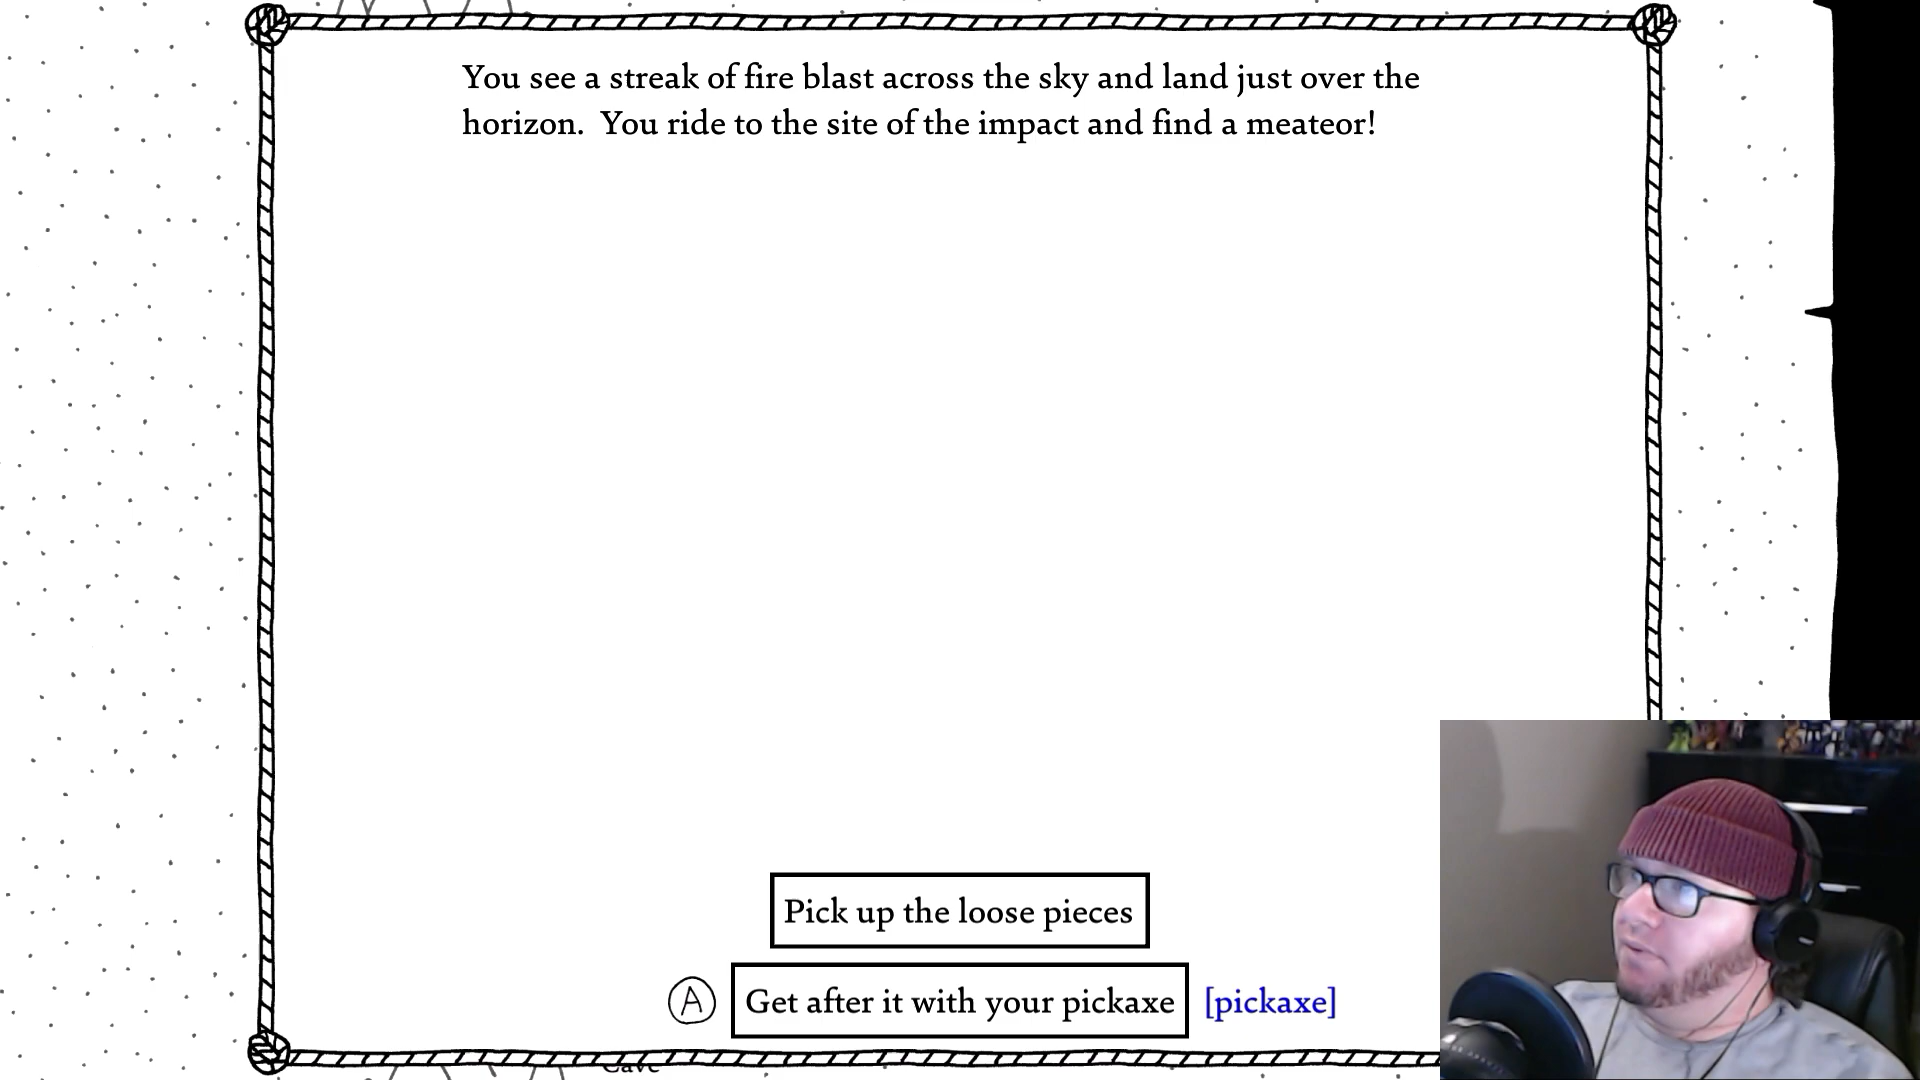 You see a streak of fire blast across the sky and land just over the
horizon.  You ride to the site of the impact and find a meateor!
Pick up the loose pieces
A Get after it with your pickaxe [pickaxe]
Cave